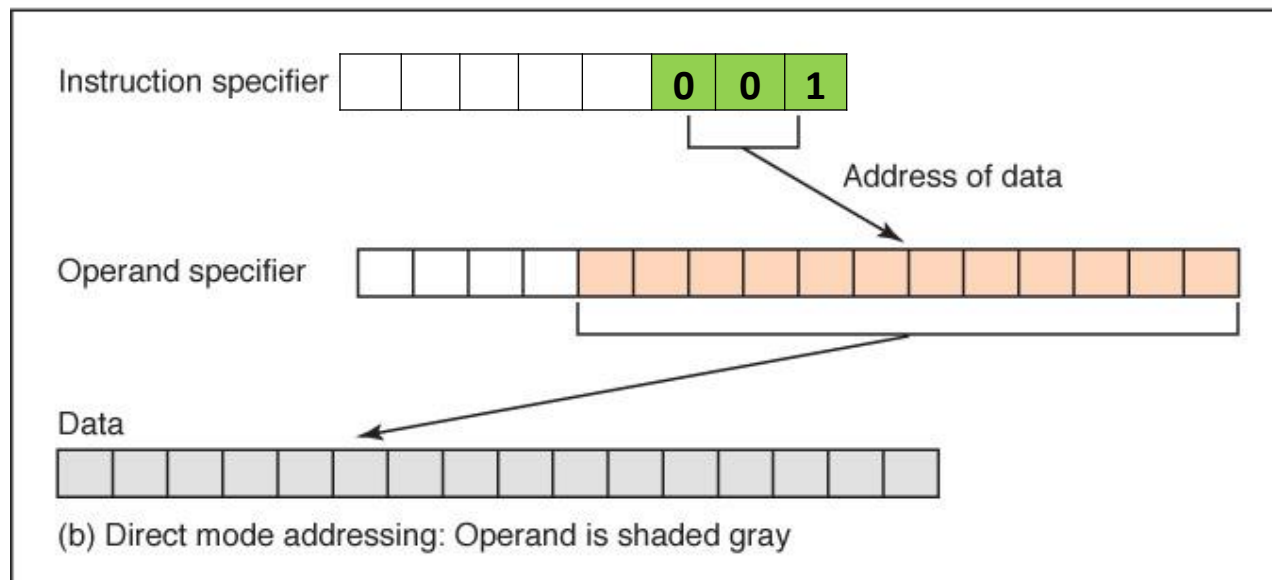 Instruction specifier 0 0 1
Address of data
Operand specifier
Data
(b) Direct mode addressing: Operand is shaded gray